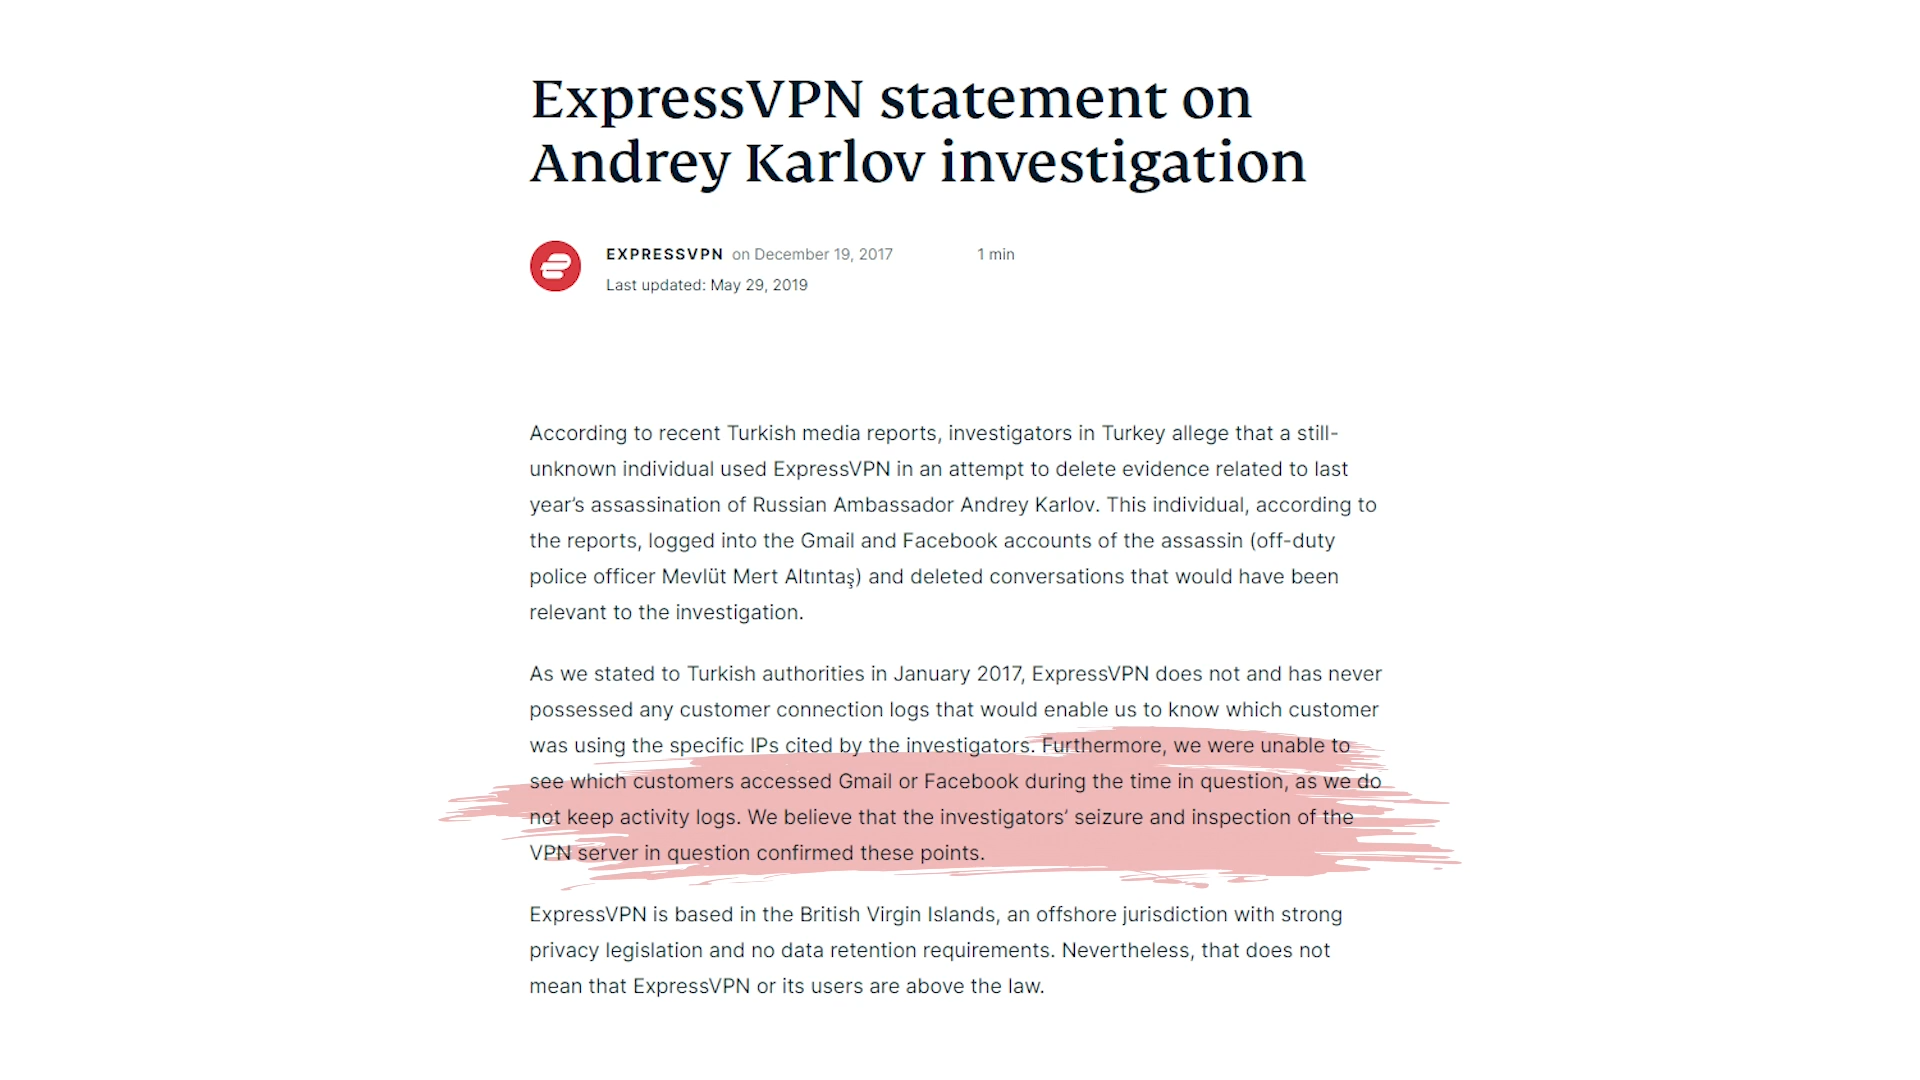 ExpressVPN statement on
Andrey Karlov investigation
EXPRESSVPN on December 19, 2017 1 min
Last updated: May 29, 2019
According to recent Turkish media reports, investigators in Turkey allege that a still-
unknown individual used ExpressVPN in an attempt to delete evidence related to last
year’s assassination of Russian Ambassador Andrey Karlov. This individual, according to
the reports, logged into the Gmail and Facebook accounts of the assassin (off-duty
police officer Mevlüt Mert Altıntaş) and deleted conversations that would have been
relevant to the investigation.
As we stated to Turkish authorities in January 2017, ExpressVPN does not and has never
possessed any customer connection logs that would enable us to know which customer
was using the specific IPs cited by the investigators. Furthermore, we were unable to
see which customers accessed Gmail or Facebook during the time in question, as we do
not keep activity logs. We believe that the investigators’ seizure and inspection of the
VPN server in question confirmed these points.
ExpressVPN is based in the British Virgin Islands, an offshore jurisdiction with strong
privacy legislation and no data retention requirements. Nevertheless, that does not
mean that ExpressVPN or its users are above the law.